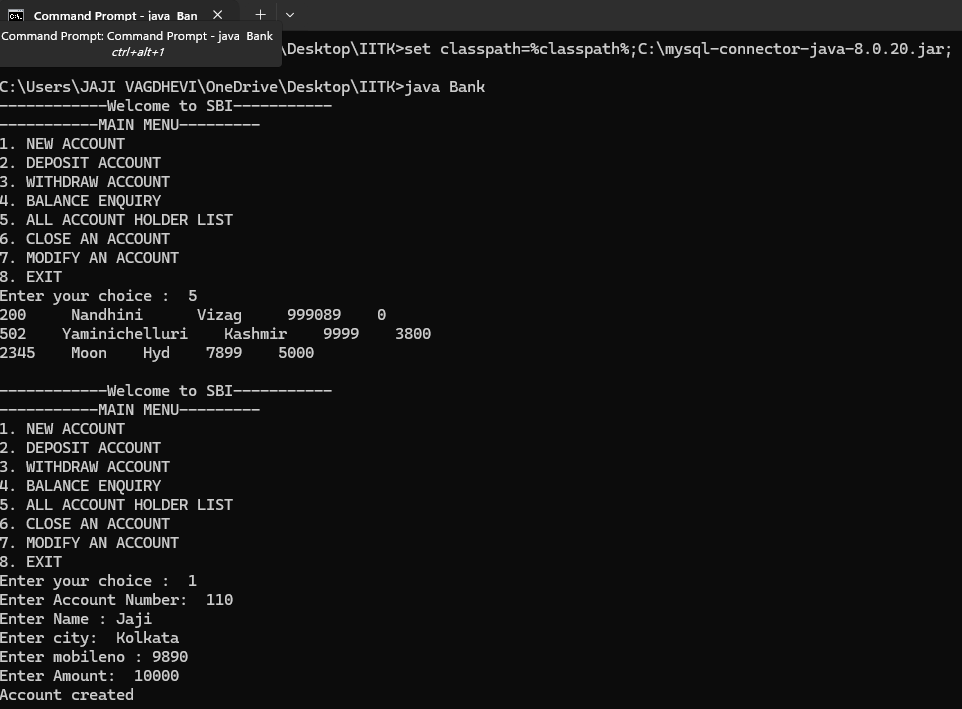 Command Prompt - java Ban
Command Prompt: Command Prompt - java Bank
ctrl+alt+1
\Desktop\IITK>set classpath=%classpath%;C:\mysql-connector-java-8.0.20.jar;
C:\Users\JAJI VAGDHEVI\OneDrive\Desktop\IITK>java Bank
------------Welcome to SBI-----------
-----------MAIN MENU---------
1. NEW ACCOUNT
2. DEPOSIT ACCOUNT
3. WITHDRAW ACCOUNT
4. BALANCE ENQUIRY
5. ALL ACCOUNT HOLDER LIST
6. CLOSE AN ACCOUNT
7. MODIFY AN ACCOUNT
8. EXIT
Enter your choice :  5
200     Nandhini      Vizag     999089    0
502    Yaminichelluri    Kashmir    9999    3800
2345    Moon    Hyd    7899    5000
------------Welcome to SBI-----------
-----------MAIN MENU---------
1. NEW ACCOUNT
2. DEPOSIT ACCOUNT
3. WITHDRAW ACCOUNT
4. BALANCE ENQUIRY
5. ALL ACCOUNT HOLDER LIST
6. CLOSE AN ACCOUNT
7. MODIFY AN ACCOUNT
8. EXIT
Enter your choice :  1
Enter Account Number:  110
Enter Name : Jaji
Enter city:  Kolkata
Enter mobileno : 9890
Enter Amount:  10000
Account created